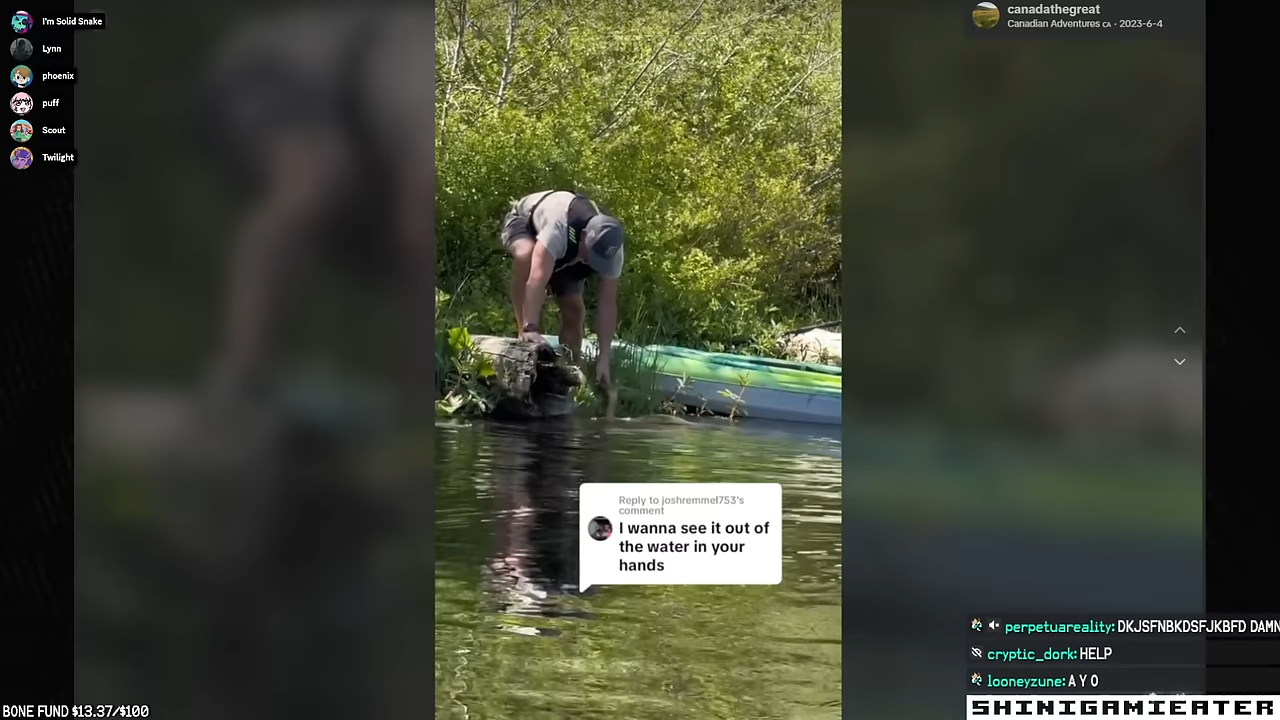 I'm Solid Snake
Lynn
phoenix
puff
Scout
Twilight
canadathegreat
Canadian Adventures CA - 2023-6-4
Reply to joshremmel753's
comment
I wanna see it out of
the water in your
hands
perpetuareality: DKJSFNBKDSFJKBFD DAMN
cryptic_dork: HELP
looneyzune: A Y O
SHINIGAMIEATER
BONE FUND $13.37/$100